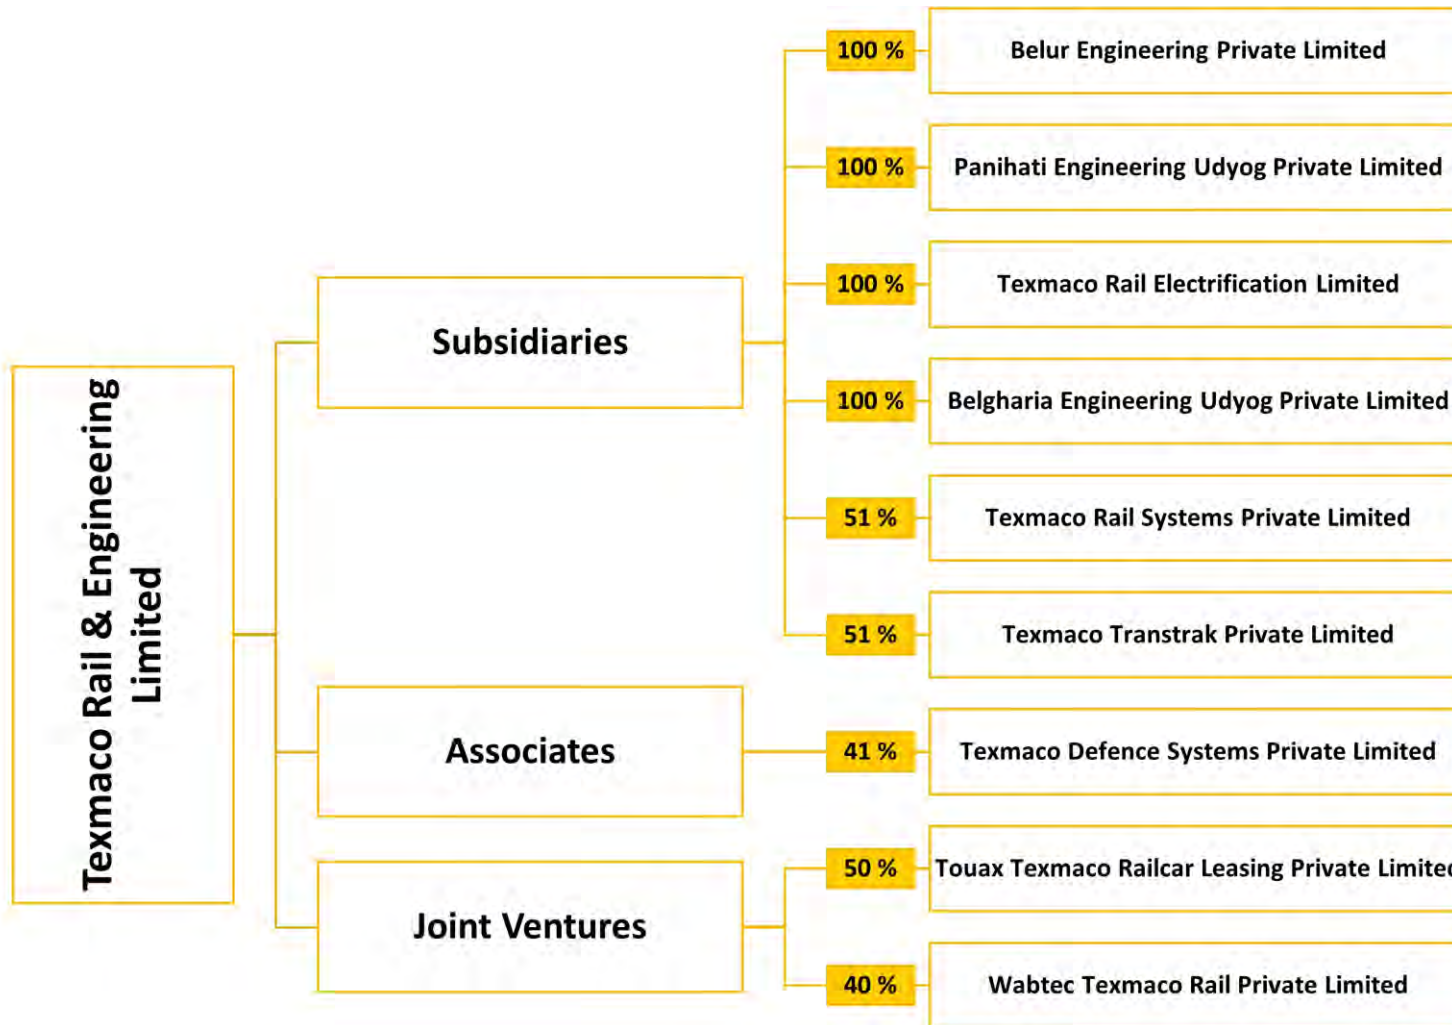 Texmaco Rail & Engineering
Limited
Subsidiaries
100 %
Belur Engineering Private Limited
100 %
Panihati Engineering Udyog Private Limited
100 %
Texmaco Rail Electrification Limited
100 %
Belgharia Engineering Udyog Private Limited
51 %
Texmaco Rail Systems Private Limited
51 %
Texmaco Transtrak Private Limited
Associates
41 %
Texmaco Defence Systems Private Limited
Joint Ventures
50 %
Touax Texmaco Railcar Leasing Private Limited
40 %
Wabtec Texmaco Rail Private Limited